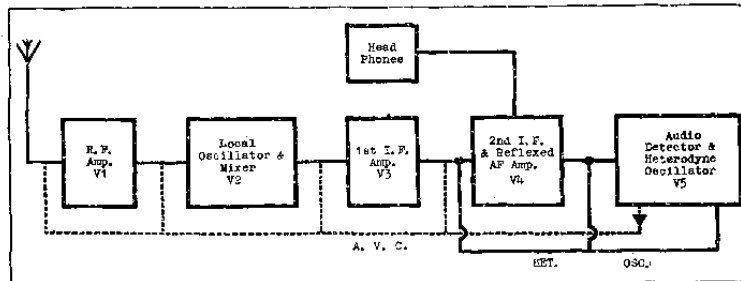 Head
Phones
R.F.
Amp.
V1
Local
Oscillator &
Mixer
V2
1st I.F.
Amp.
V3
2nd I.F.
& Reflexed
AF Amp.
V4
Audio
Detector &
Heterodyne
Oscillator
V5
A. V. C.
HET. OSC.